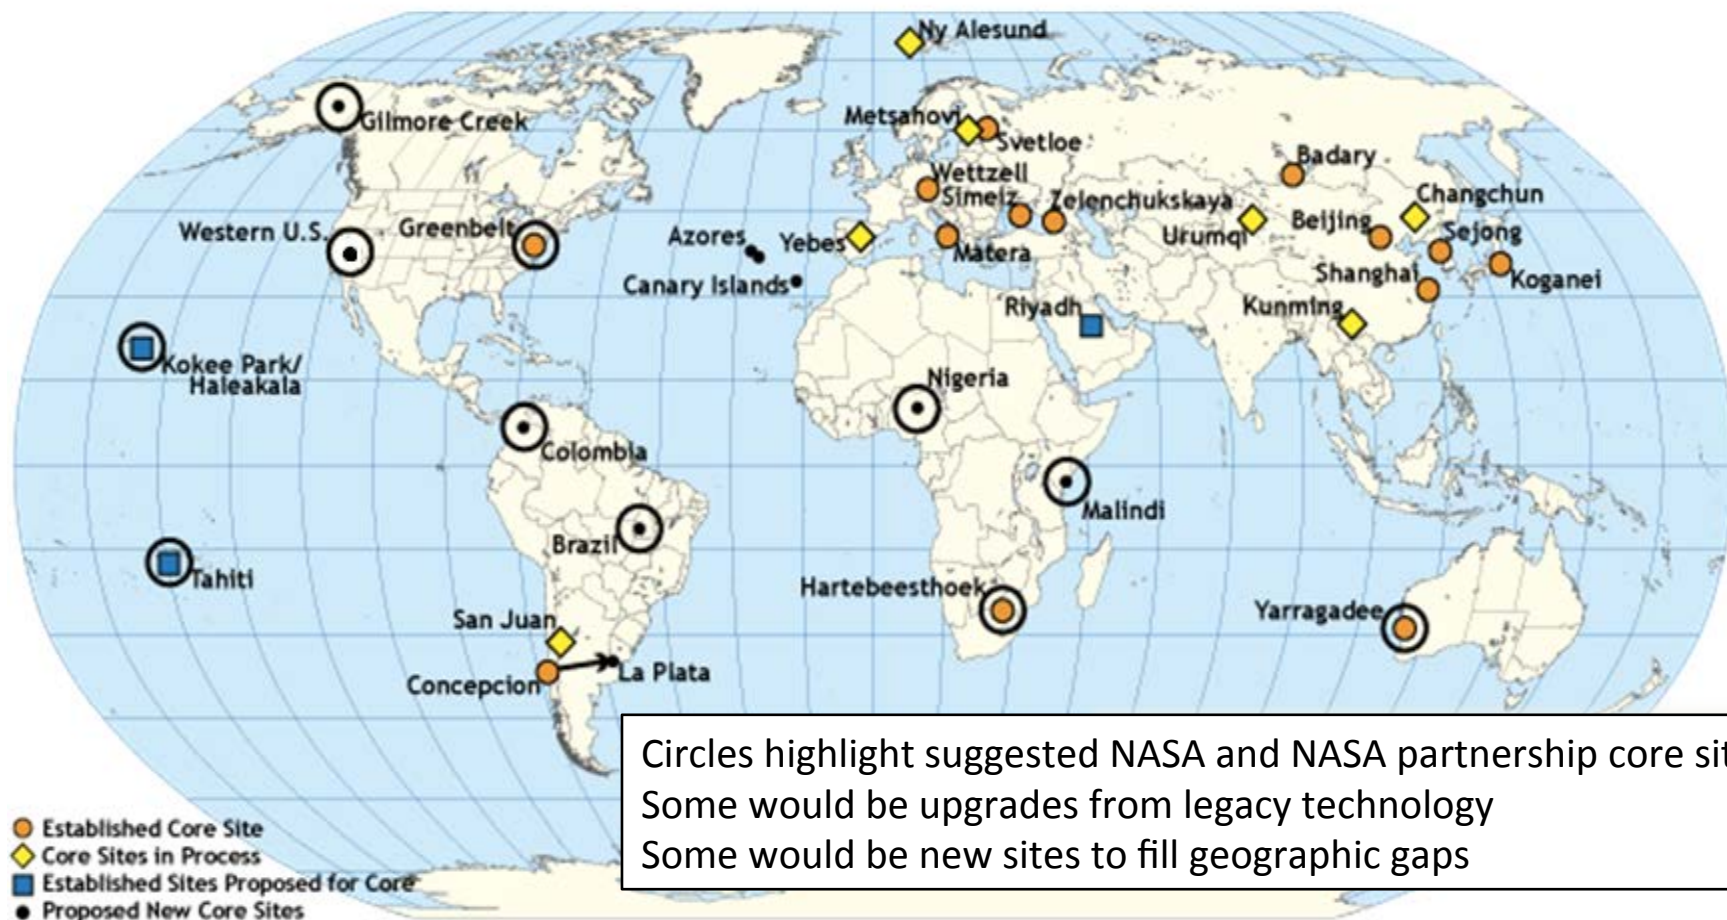 Ny Alesund
Gilmore Creek
Metsahovi
Svetloe
Badary
Wettzell
Changchun
Simeiz
Zelenchukskaya
Western U.S.
Greenbelt
Azores
Yebes
Matera
Urumqi
Beijing
Sejong
Canary Islands
Shanghai
Koganei
Riyadh
Kunming
Kokee Park/
Haleakala
Nigeria
Colombia
Malindi
Brazil
Tahiti
Hartebeesthoek
Yarragadee
San Juan
Concepcion
La Plata
Circles highlight suggested NASA and NASA partnership core sit
Some would be upgrades from legacy technology
Some would be new sites to fill geographic gaps
Established Core Site
Core Sites in Process
Established Sites Proposed for Core
Proposed New Core Sites